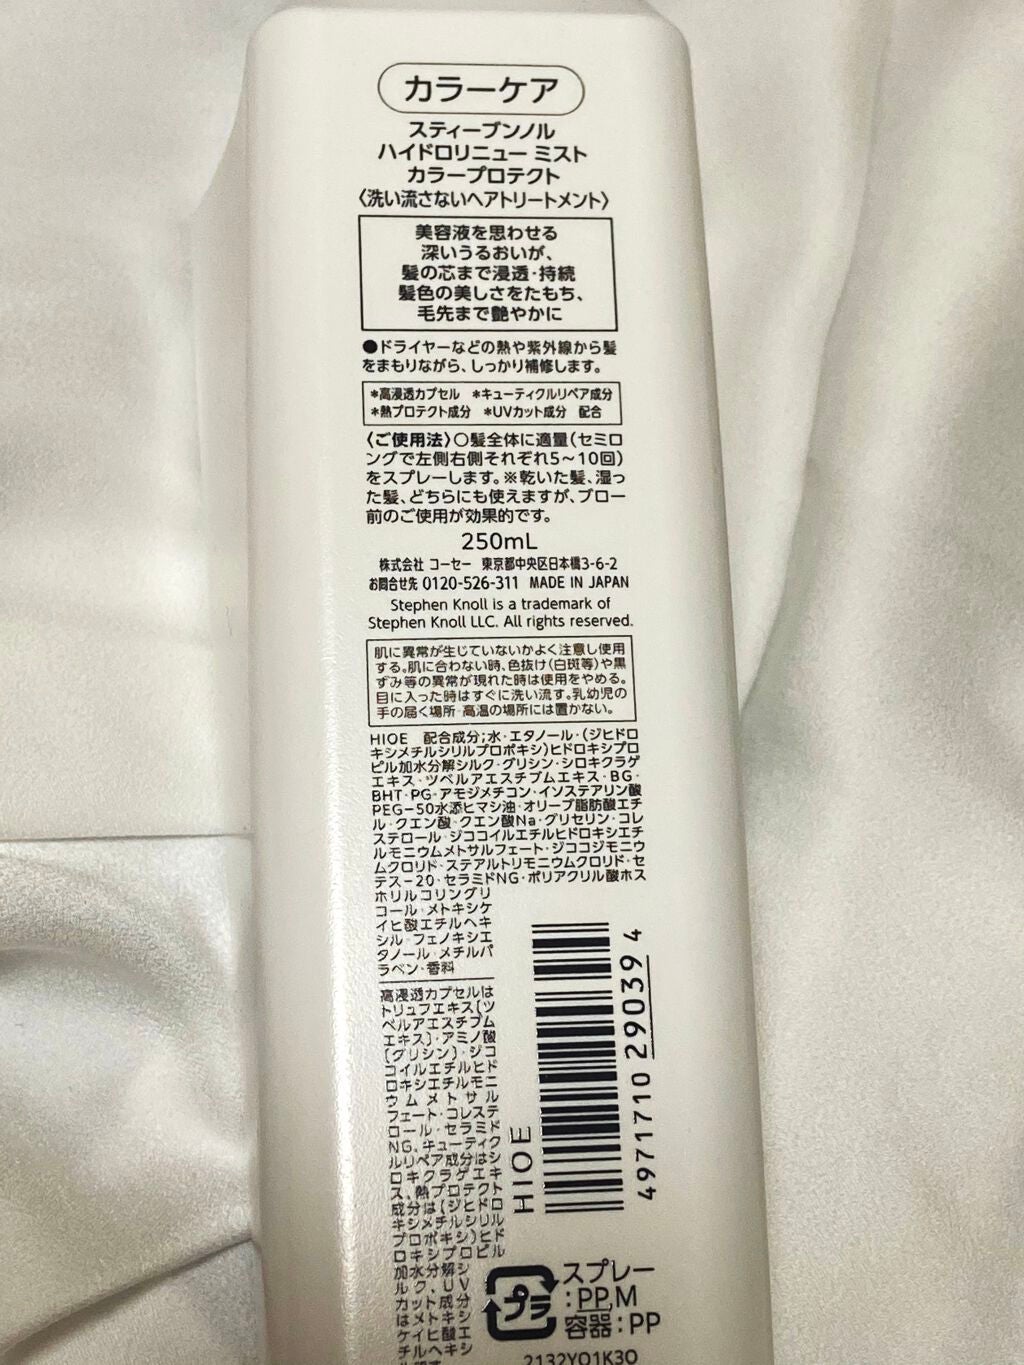 カラーケア
スティーブンノル
ハイドロリニュー ミスト
カラープロテクト
〈洗い流さないヘアトリートメント〉
美容液を思わせる
深いうるおいが、
髪の芯まで浸透・持続
髪色の美しさをたもち、
毛先まで艶やかに
●ドライヤーなどの熱や紫外線から髪
をまもりながら、しっかり補修します。
*高浸透カプセル *キューティクルリペア成分
*熱プロテクト成分 *UVカット成分 配合
〈ご使用法〉○髪全体に適量(セミロ
ングで左側右側それぞれ5〜10回)
をスプレーします。※乾いた髪、湿っ
た髪、どちらにも使えますが、ブロー
前のご使用が効果的です。
250mL
株式会社 コーセー 東京都中央区日本橋3-6-2
お問合せ先 0120-526-311 MADE IN JAPAN
Stephen Knoll is a trademark of
Stephen Knoll LLC. All rights reserved.
肌に異常が生じていないかよく注意し使用
する。肌に合わない時、色抜け(白斑等)や黒
ずみ等の異常が現れた時は使用をやめる。
目に入った時はすぐに洗い流す。乳幼児の
手の届く場所・高温の場所には置かない。
HIOE 配合成分;水・エタノール・(ジヒドロ
キシメチルシリルプロポキシ)ヒドロキシプロ
ピル加水分解シルク・グリシン・シロキクラゲ
エキス・ツベルアエスチブムエキス・BG・
BHT・PG・アモジメチコン・イソステアリン酸
PEG-50水添ヒマシ油・オリーブ脂肪酸エチ
ル・クエン酸・クエン酸Na・グリセリン・コレ
ステロール・ジココイルエチルヒドロキシエチ
ルモニウムメトサルフェート・ジココジモニウ
ムクロリド・ステアルトリモニウムクロリド・セ
テス-20・セラミドNG・ポリアクリル酸ホス
ホリルコリングリ
コール・メトキシケ
イヒ酸エチルヘキ
シル・フェノキシエ
タノール・メチルパ
ラベン・香料
高浸透カプセルは
トリュフエキス[ツ
ベルアエスチブム
エキス]・アミノ酸
[グリシン]・ジコ
コイルエチルヒド
ロキシエチルモニ
ウムメトサル
フェート・コレステ
ロール・セラミド
NG、キューティク
ルリペア成分はシ
ロキクラゲエキ
ス、熱プロテクト
成分は(ジヒドロ
キシメチルシリル
プロポキシ)ヒド
ロキシプロピル
加水分解シ
ルク、UV
カット成分
はメトキシ
ケイヒ酸エ
チルヘキシ
HIOE
4971710 29039 4
プラ
スプレー
:PP,M
容器:PP
2132YO1K3O